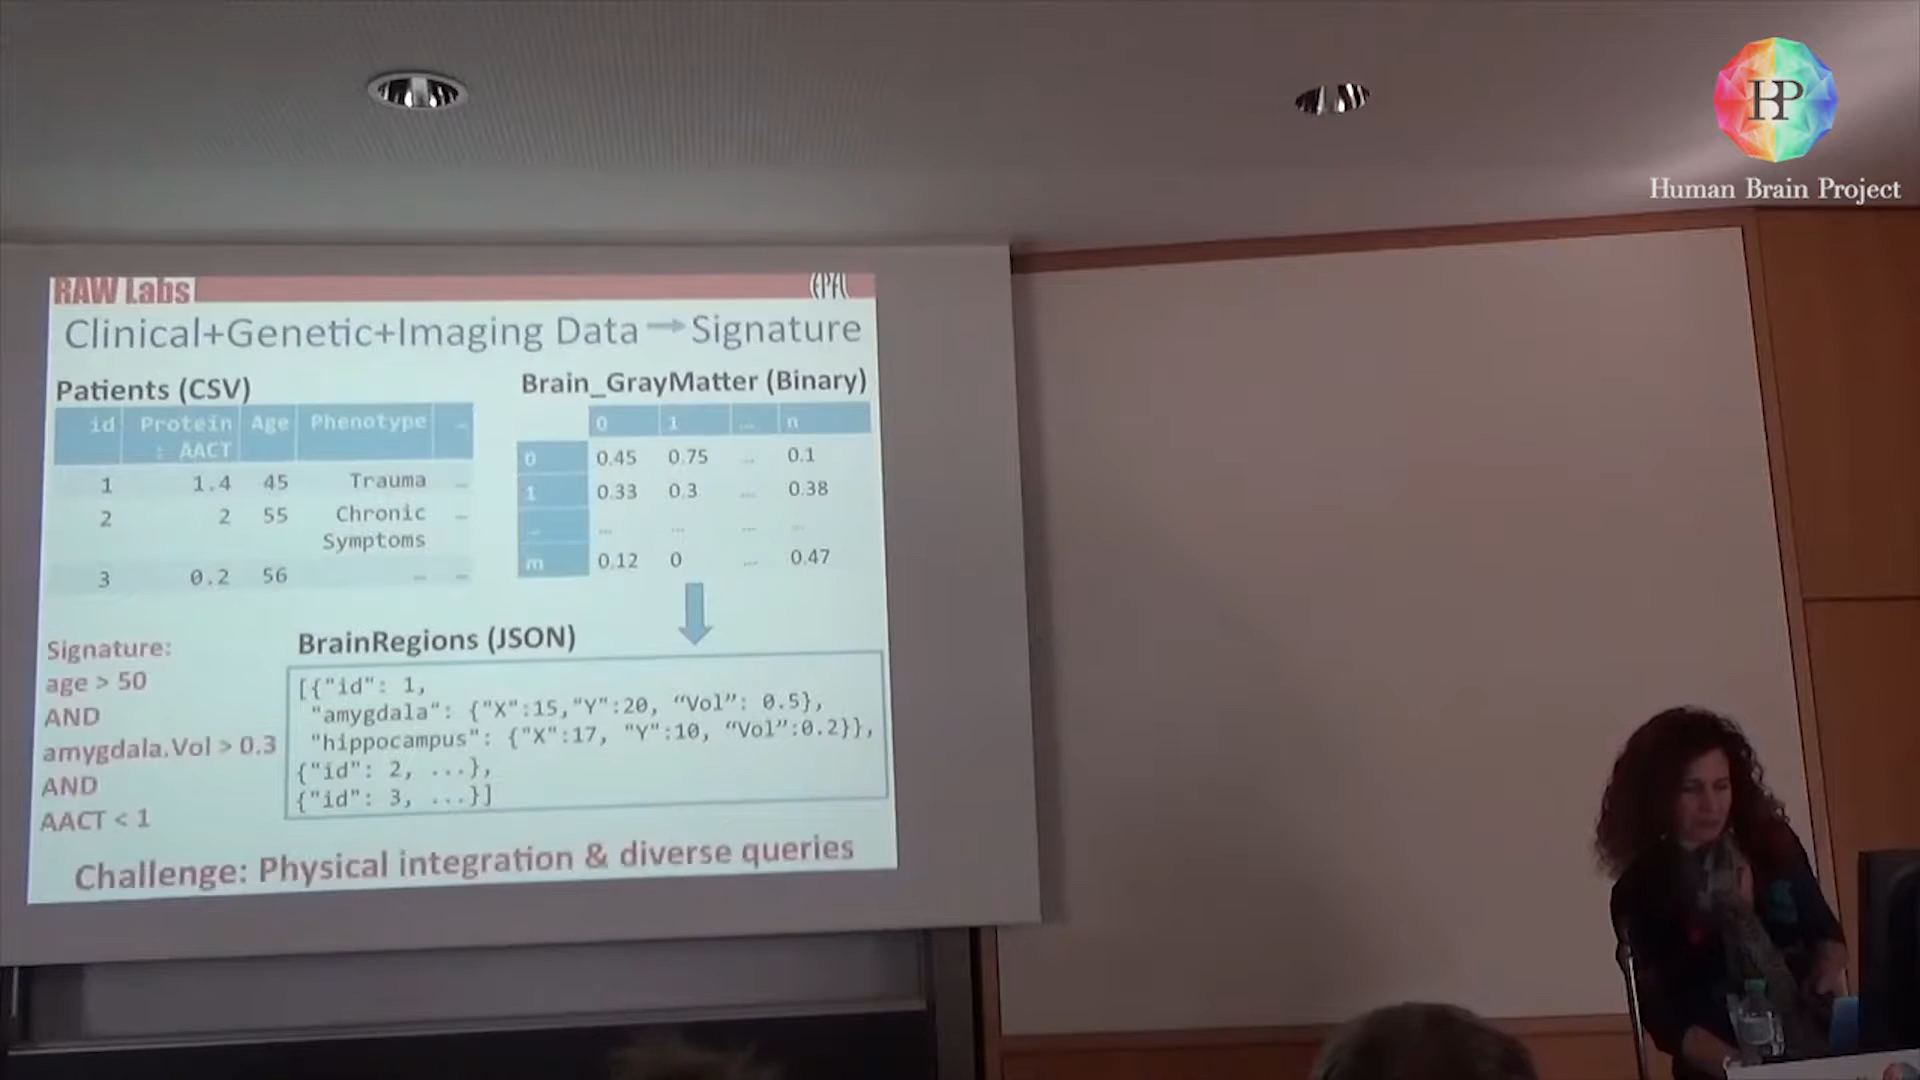 HBP
Human Brain Project
RAW Labs
EPFL
Clinical+Genetic+Imaging Data → Signature
Patients (CSV)
id Protein : AACT Age Phenotype …
1 1.4 45 Trauma …
2 2 55 Chronic Symptoms …
3 0.2 56 … …
Brain_GrayMatter (Binary)
0 1 … n
0 0.45 0.75 … 0.1
1 0.33 0.3 … 0.38
… … … … …
m 0.12 0 … 0.47
Signature:
age > 50
AND
amygdala.Vol > 0.3
AND
AACT < 1
BrainRegions (JSON)
[{"id": 1,
"amygdala": {"X":15,"Y":20, “Vol”: 0.5},
"hippocampus": {"X":17, "Y":10, “Vol”:0.2}},
{"id": 2, ...},
{"id": 3, ...}]
Challenge: Physical integration & diverse queries